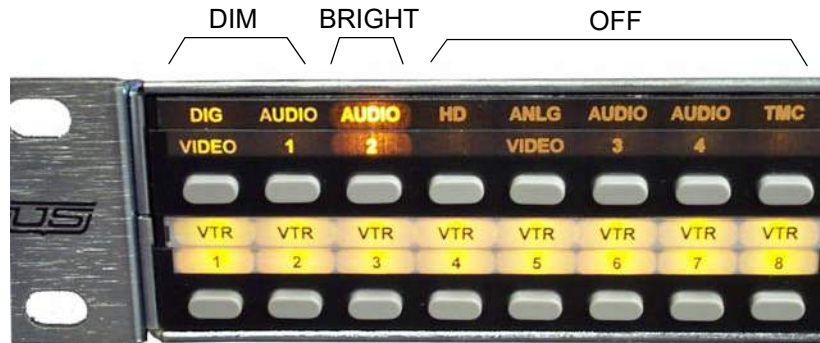 DIM BRIGHT OFF
DIG AUDIO AUDIO HD ANLG AUDIO AUDIO TMC
VIDEO 1 2 VIDEO 3 4
VTR VTR VTR VTR VTR VTR VTR VTR
1 2 3 4 5 6 7 8